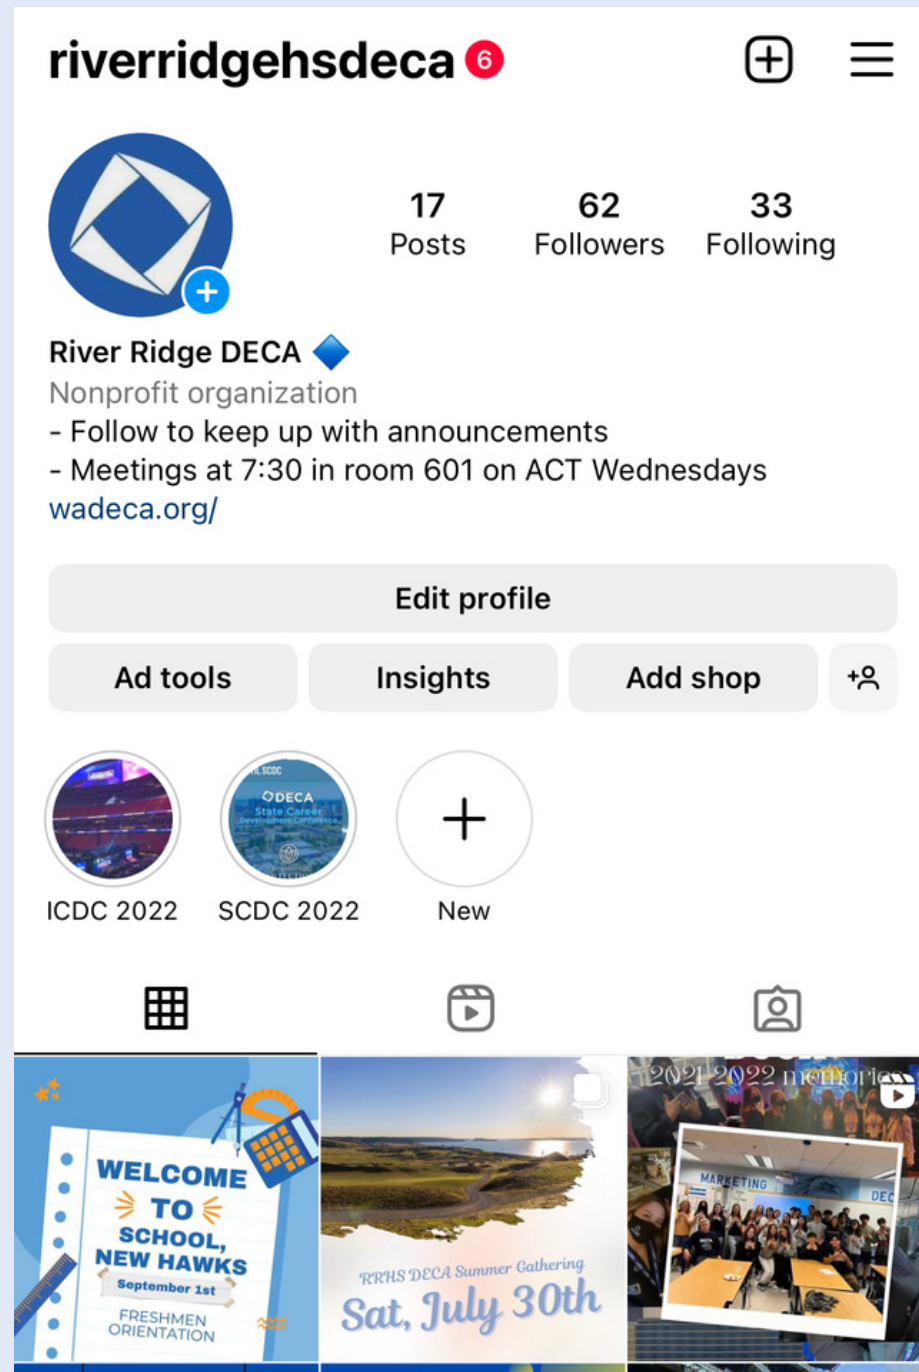 riverridgehsdeca 6
17 62 33
Posts Followers Following
River Ridge DECA
Nonprofit organization
- Follow to keep up with announcements
- Meetings at 7:30 in room 601 on ACT Wednesdays
wadeca.org/
Edit profile
Ad tools Insights Add shop
SCDC
DECA
State Career
Development Conference
ICDC 2022 SCDC 2022 New
WELCOME
TO
SCHOOL,
NEW HAWKS
September 1st
FRESHMEN
ORIENTATION
RRHS DECA Summer Gathering
Sat, July 30th
2021-2022 memories
MARKETING
DEC